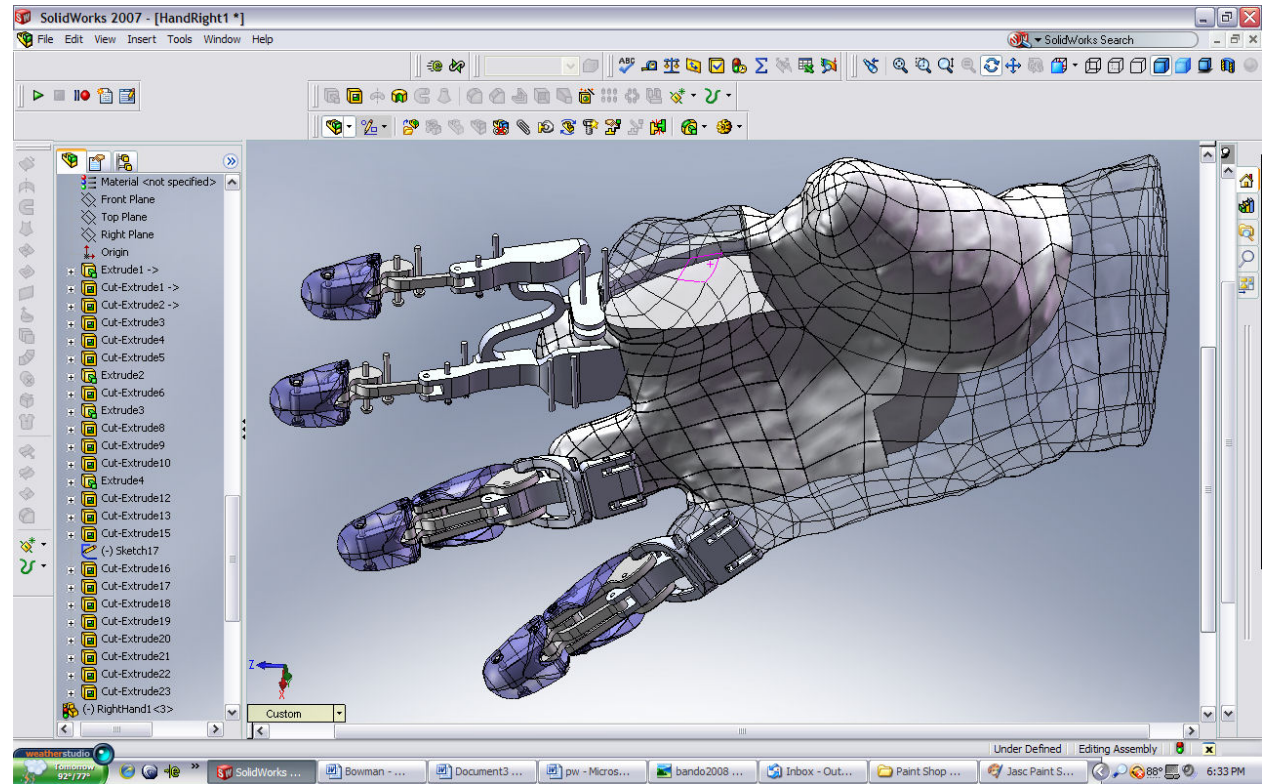 SolidWorks 2007 - [HandRight1 *]
File Edit View Insert Tools Window Help
SolidWorks Search
ABC
Material <not specified>
Front Plane
Top Plane
Right Plane
Origin
Extrude1 ->
Cut-Extrude1 ->
Cut-Extrude2 ->
Cut-Extrude3
Cut-Extrude4
Cut-Extrude5
Extrude2
Cut-Extrude6
Extrude3
Cut-Extrude8
Cut-Extrude9
Cut-Extrude10
Extrude4
Cut-Extrude12
Cut-Extrude13
Cut-Extrude15
(-) Sketch17
Cut-Extrude16
Cut-Extrude17
Cut-Extrude18
Cut-Extrude19
Cut-Extrude20
Cut-Extrude21
Cut-Extrude22
Cut-Extrude23
(-) RightHand1<3>
Z
X
Custom
Under Defined Editing Assembly
weatherstudio
Tomorrow
92°/77°
SolidWorks ...
Bowman - ...
Document3 ...
pw - Micros...
bando2008 ...
Inbox - Out...
Paint Shop ...
Jasc Paint S...
88°
6:33 PM